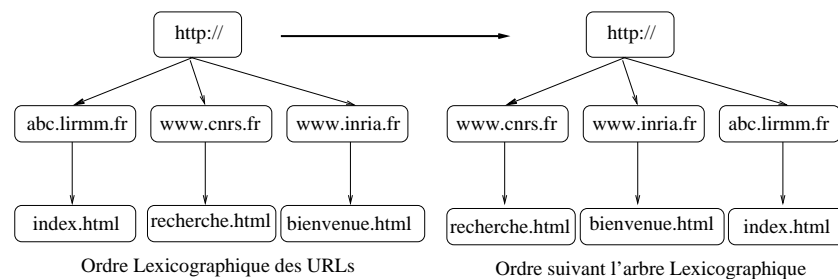 http://
http://
abc.lirmm.fr
www.cnrs.fr
www.inria.fr
www.cnrs.fr
www.inria.fr
abc.lirmm.fr
index.html
recherche.html
bienvenue.html
recherche.html
bienvenue.html
index.html
Ordre Lexicographique des URLs
Ordre suivant l'arbre Lexicographique